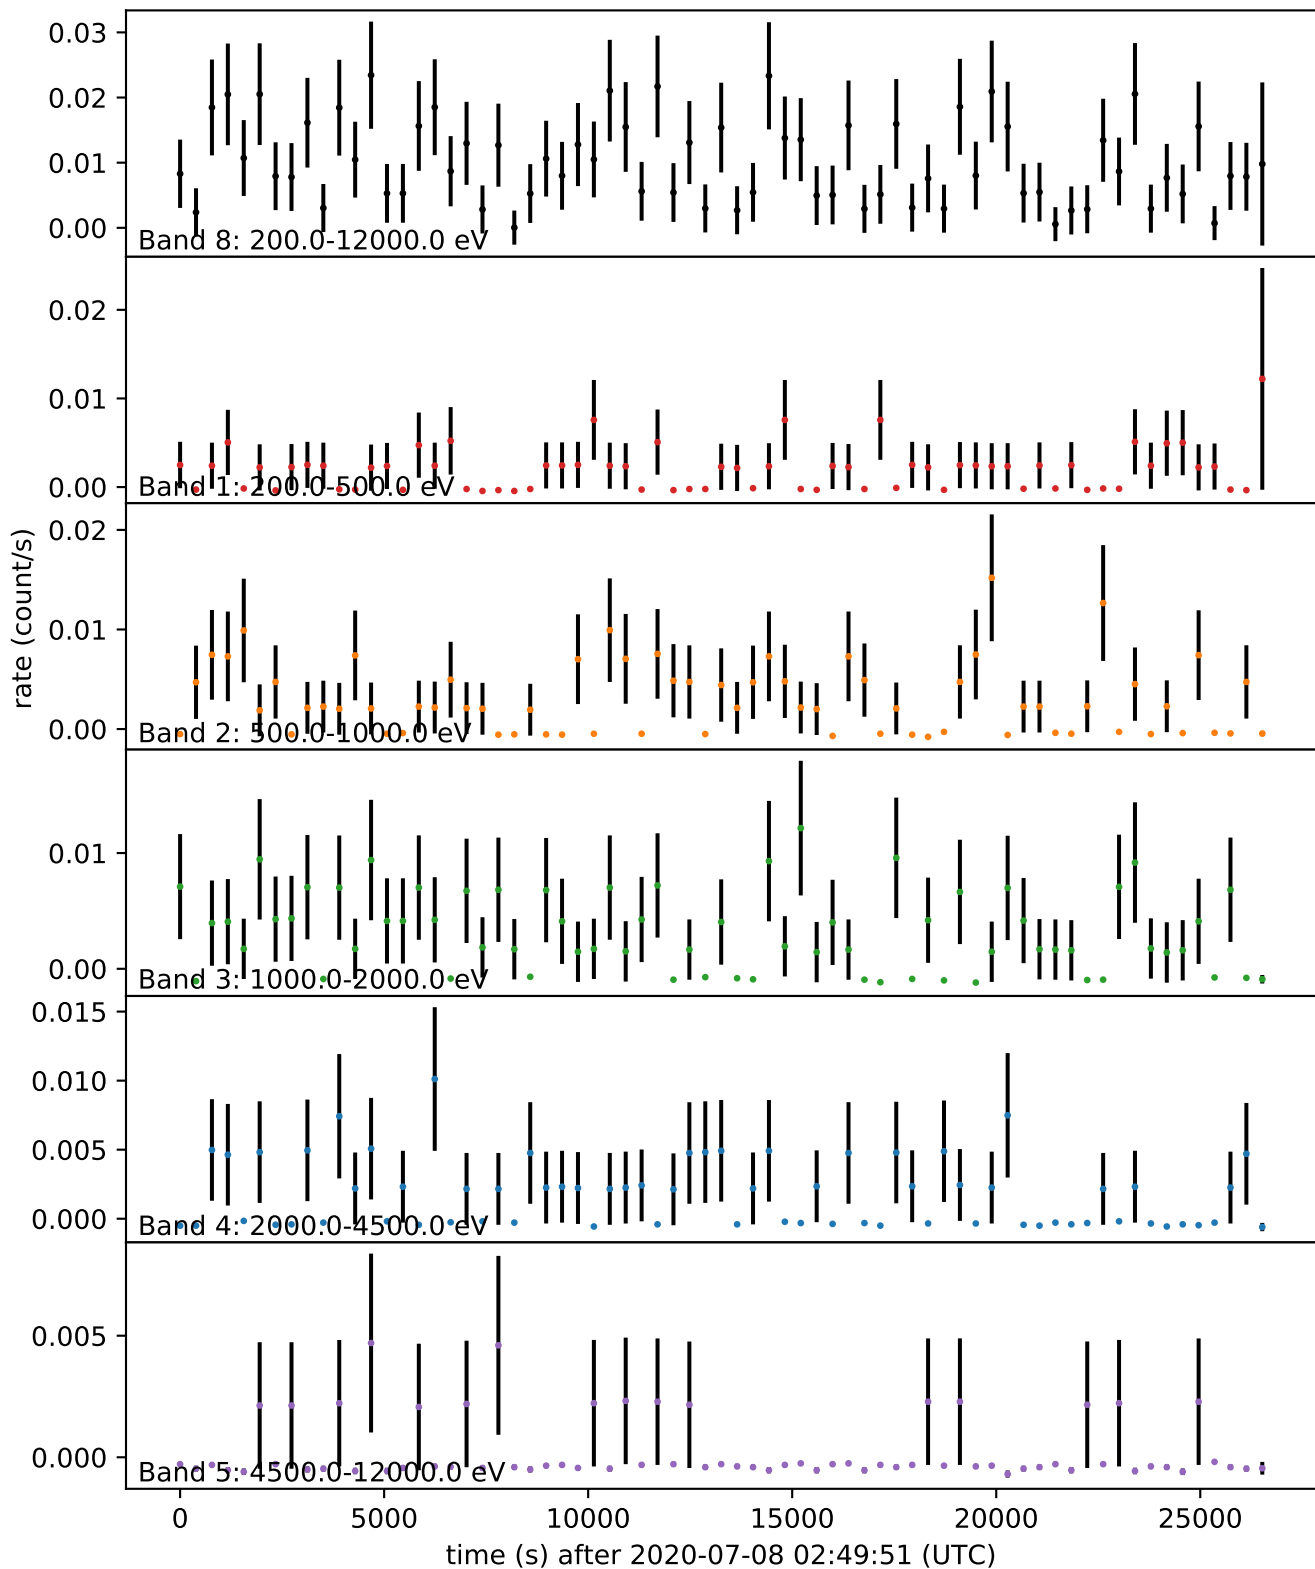 0.03
0.02
0.01
0.00
Band 8: 200.0-12000.0 eV
0.02
0.01
0.00
Band 1: 200.0-500.0 eV
rate (count/s)
0.02
0.01
0.00
Band 2: 500.0-1000.0 eV
0.01
0.00
Band 3: 1000.0-2000.0 eV
0.015
0.010
0.005
0.000
Band 4: 2000.0-4500.0 eV
0.005
0.000
Band 5: 4500.0-12000.0 eV
0 5000 10000 15000 20000 25000
time (s) after 2020-07-08 02:49:51 (UTC)